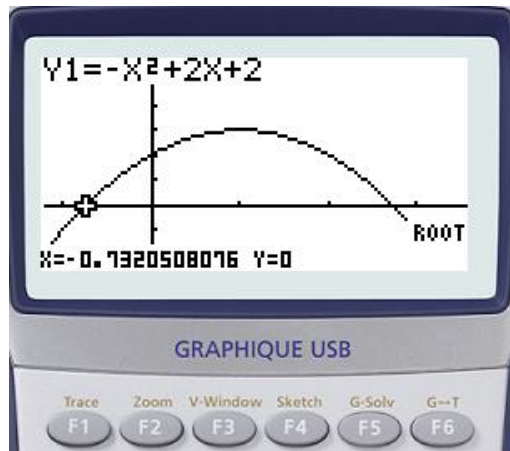 Y1=-X²+2X+2
ROOT
X=-0.7320508076 Y=0
GRAPHIQUE USB
Trace Zoom V-Window Sketch G-Solv G↔T
F1 F2 F3 F4 F5 F6